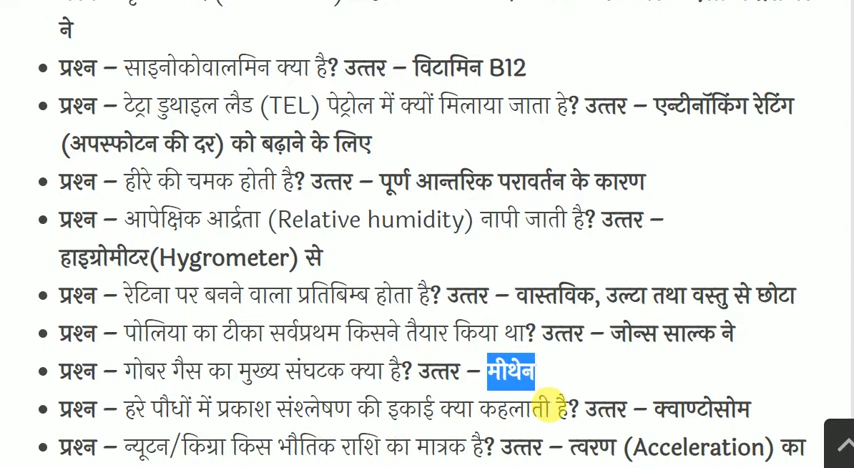 ने
प्रश्न – साइनोकोवालमिन क्या है? उत्तर – विटामिन B12
प्रश्न – टेट्रा डुथाइल लैड (TEL) पेट्रोल में क्यों मिलाया जाता हे? उत्तर – एन्टीनॉकिंग रेटिंग
(अपस्फोटन की दर) को बढ़ाने के लिए
प्रश्न – हीरे की चमक होती है? उत्तर – पूर्ण आन्तरिक परावर्तन के कारण
प्रश्न – आपेक्षिक आर्द्रता (Relative humidity) नापी जाती है? उत्तर –
हाइग्रोमीटर(Hygrometer) से
प्रश्न – रेटिना पर बनने वाला प्रतिबिम्ब होता है? उत्तर – वास्तविक, उल्टा तथा वस्तु से छोटा
प्रश्न – पोलिया का टीका सर्वप्रथम किसने तैयार किया था? उत्तर – जोन्स साल्क ने
प्रश्न – गोबर गैस का मुख्य संघटक क्या है? उत्तर – मीथेन
प्रश्न – हरे पौधों में प्रकाश संश्लेषण की इकाई क्या कहलाती है? उत्तर – क्वाण्टोसोम
प्रश्न – न्यूटन/किग्रा किस भौतिक राशि का मात्रक है? उत्तर – त्वरण (Acceleration) का